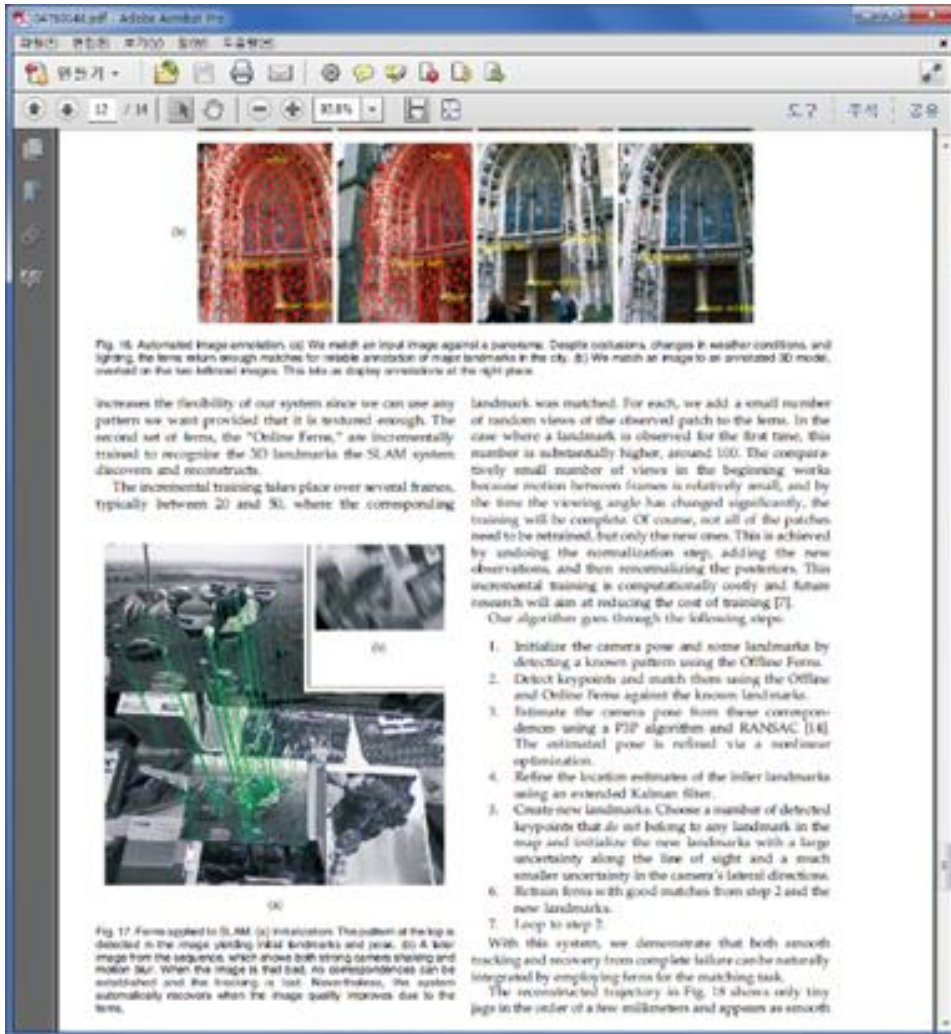 04760148.pdf - Adobe Acrobat Pro
파일(F) 편집(E) 보기(V) 창(W) 도움말(H)
만들기
12 / 14
도구 주석 공유
(b)
Fig. 16. Automated image annotation. (a) We match an input image against a panorama. Despite occlusions, changes in weather conditions, and
lighting, the ferns return enough matches for reliable annotation of major landmarks in the city. (b) We match an image to an annotated 3D model,
overlaid on the two leftmost images. This lets us display annotations at the right place.
increases the flexibility of our system since we can use any
pattern we want provided that it is textured enough. The
second set of ferns, the "Online Ferns," are incrementally
trained to recognize the 3D landmarks the SLAM system
discovers and reconstructs.
The incremental training takes place over several frames,
typically between 20 and 50, where the corresponding
(b)
(a)
Fig. 17. Ferns applied to SLAM. (a) Initialization: The pattern at the top is
detected in the image yielding initial landmarks and pose. (b) A later
image from the sequence, which shows both strong camera shaking and
motion blur. When the image is that bad, no correspondences can be
established and the tracking is lost. Nevertheless, the system
automatically recovers when the image quality improves due to the
ferns.
landmark was matched. For each, we add a small number
of random views of the observed patch to the ferns. In the
case where a landmark is observed for the first time, this
number is substantially higher, around 100. The compara-
tively small number of views in the beginning works
because motion between frames is relatively small, and by
the time the viewing angle has changed significantly, the
training will be complete. Of course, not all of the patches
need to be retrained, but only the new ones. This is achieved
by undoing the normalization step, adding the new
observations, and then renormalizing the posteriors. This
incremental training is computationally costly and future
research will aim at reducing the cost of training [7].
Our algorithm goes through the following steps:
1. Initialize the camera pose and some landmarks by
detecting a known pattern using the Offline Ferns.
2. Detect keypoints and match them using the Offline
and Online Ferns against the known landmarks.
3. Estimate the camera pose from these correspon-
dences using a P3P algorithm and RANSAC [14].
The estimated pose is refined via a nonlinear
optimization.
4. Refine the location estimates of the inlier landmarks
using an extended Kalman filter.
5. Create new landmarks. Choose a number of detected
keypoints that do not belong to any landmark in the
map and initialize the new landmarks with a large
uncertainty along the line of sight and a much
smaller uncertainty in the camera's lateral directions.
6. Retrain ferns with good matches from step 2 and the
new landmarks.
7. Loop to step 2.
With this system, we demonstrate that both smooth
tracking and recovery from complete failure can be naturally
integrated by employing ferns for the matching task.
The reconstructed trajectory in Fig. 18 shows only tiny
jags in the order of a few millimeters and appears as smooth